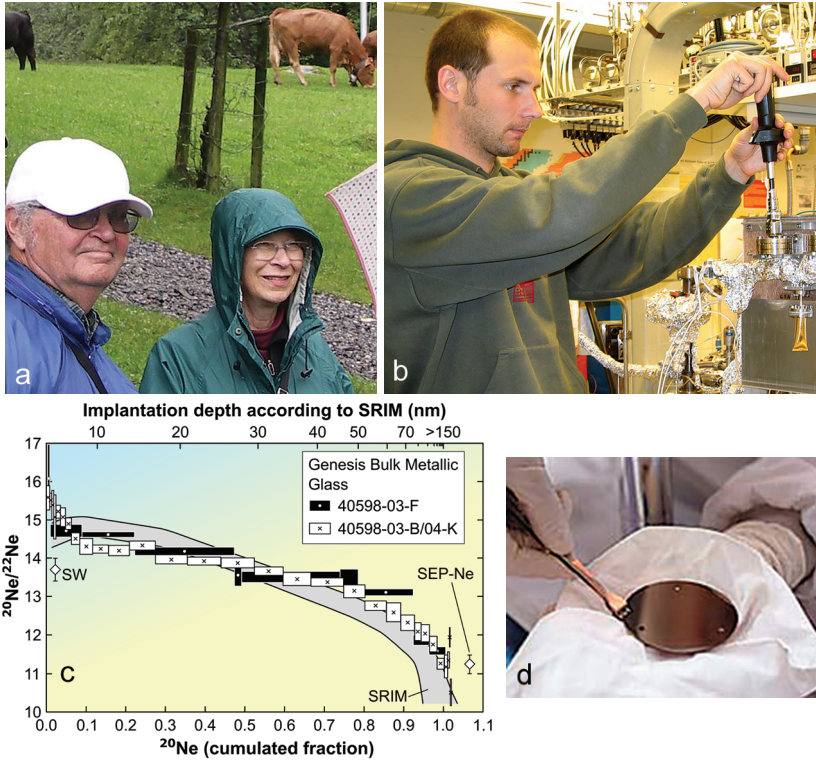 a
b
Implantation depth according to SRIM (nm)
10 20 30 40 50 70 >150
17
16
15
14
13
12
11
10
²⁰Ne/²²Ne
Genesis Bulk Metallic
Glass
40598-03-F
40598-03-B/04-K
SW
SEP-Ne
SRIM
c
0.0 0.1 0.2 0.3 0.4 0.5 0.6 0.7 0.8 0.9 1.0 1.1
²⁰Ne (cumulated fraction)
d